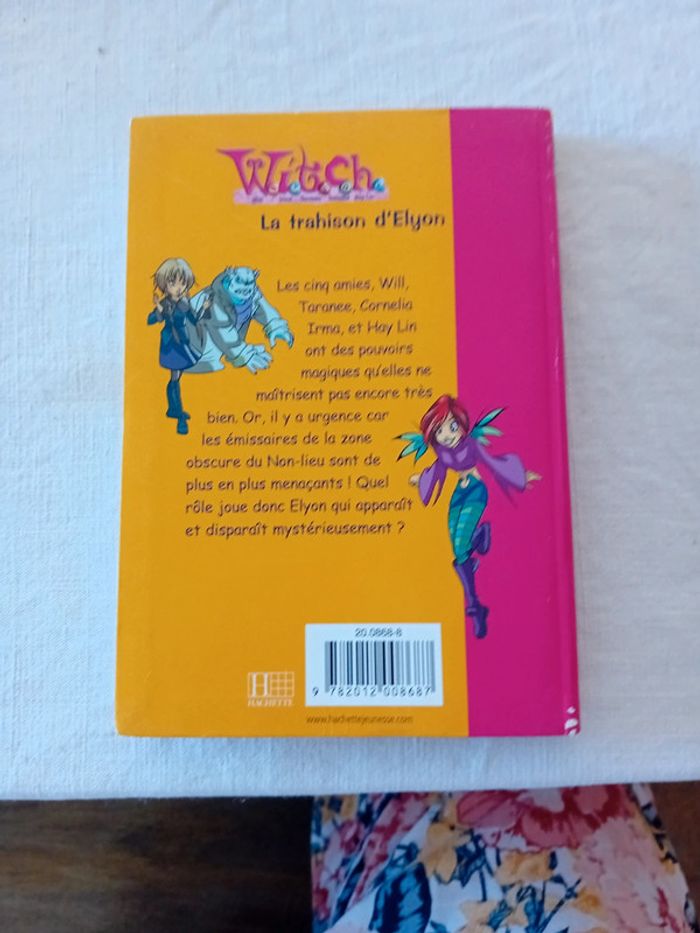 W.i.t.c.h.
La trahison d'Elyon
Les cinq amies, Will,
Taranee, Cornelia
Irma, et Hay Lin
ont des pouvoirs
magiques qu'elles ne
maîtrisent pas encore très
bien. Or, il y a urgence car
les émissaires de la zone
obscure du Non-lieu sont de
plus en plus menaçants ! Quel
rôle joue donc Elyon qui apparaît
et disparaît mystérieusement ?
20.0868-8
9 782012 008687
H
HACHETTE
www.hachettejeunesse.com